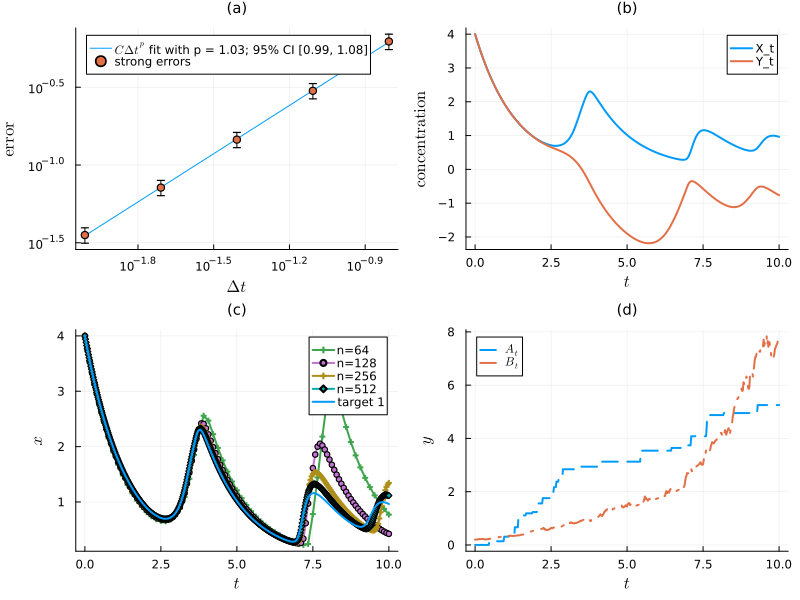 (a)
CΔt^p fit with p = 1.03; 95% CI [0.99, 1.08]
strong errors
error
10^-0.5
10^-1.0
10^-1.5
10^-1.8
10^-1.5
10^-1.2
10^-0.9
Δt
(b)
X_t
Y_t
concentration
4
3
2
1
0
−1
−2
0.0
2.5
5.0
7.5
10.0
t
(c)
n=64
n=128
n=256
n=512
target 1
x
4
3
2
1
0.0
2.5
5.0
7.5
10.0
t
(d)
A_t
B_t
y
8
6
4
2
0
0.0
2.5
5.0
7.5
10.0
t